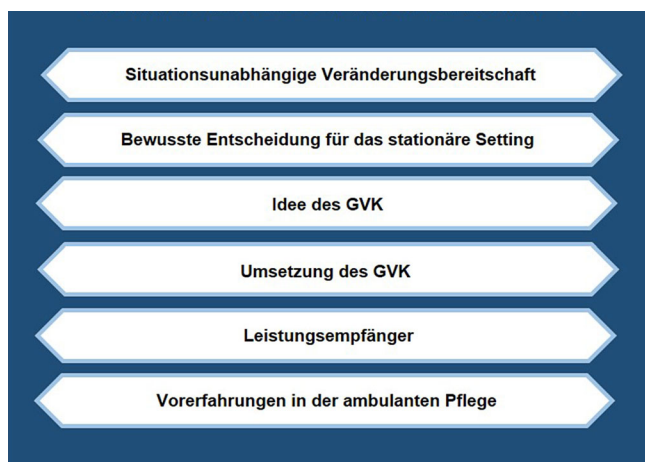 Situationsunabhängige Veränderungsbereitschaft
Bewusste Entscheidung für das stationäre Setting
Idee des GVK
Umsetzung des GVK
Leistungsempfänger
Vorerfahrungen in der ambulanten Pflege